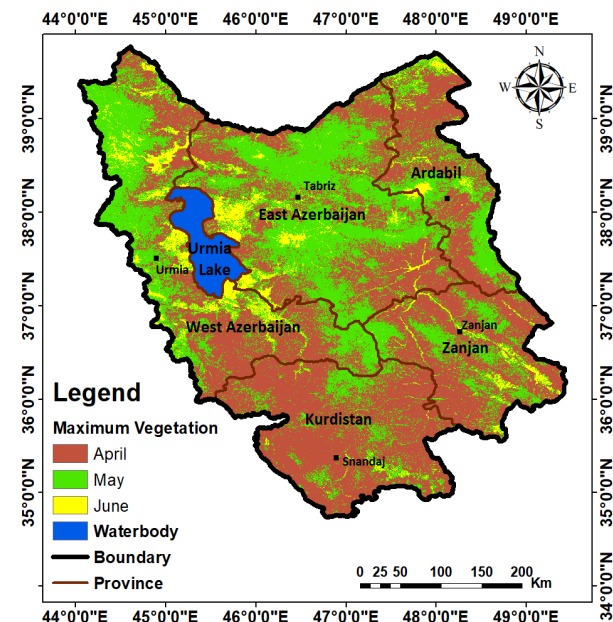 44°0'0"E 45°0'0"E 46°0'0"E 47°0'0"E 48°0'0"E 49°0'0"E
N
W E
S
39°0'0"N 39°0'0"N
Ardabil
Tabriz
38°0'0"N 38°0'0"N
East Azerbaijan
Urmia
Lake
Urmia
37°0'0"N 37°0'0"N
West Azerbaijan
Zanjan
Zanjan
36°0'0"N 36°0'0"N
Kurdistan
Snandaj
35°0'0"N 35°0'0"N
Legend
Maximum Vegetation
April
May
June
Waterbody
Boundary
Province
0 25 50 100 150 200
Km
34°0'0"N
44°0'0"E 45°0'0"E 46°0'0"E 47°0'0"E 48°0'0"E 49°0'0"E